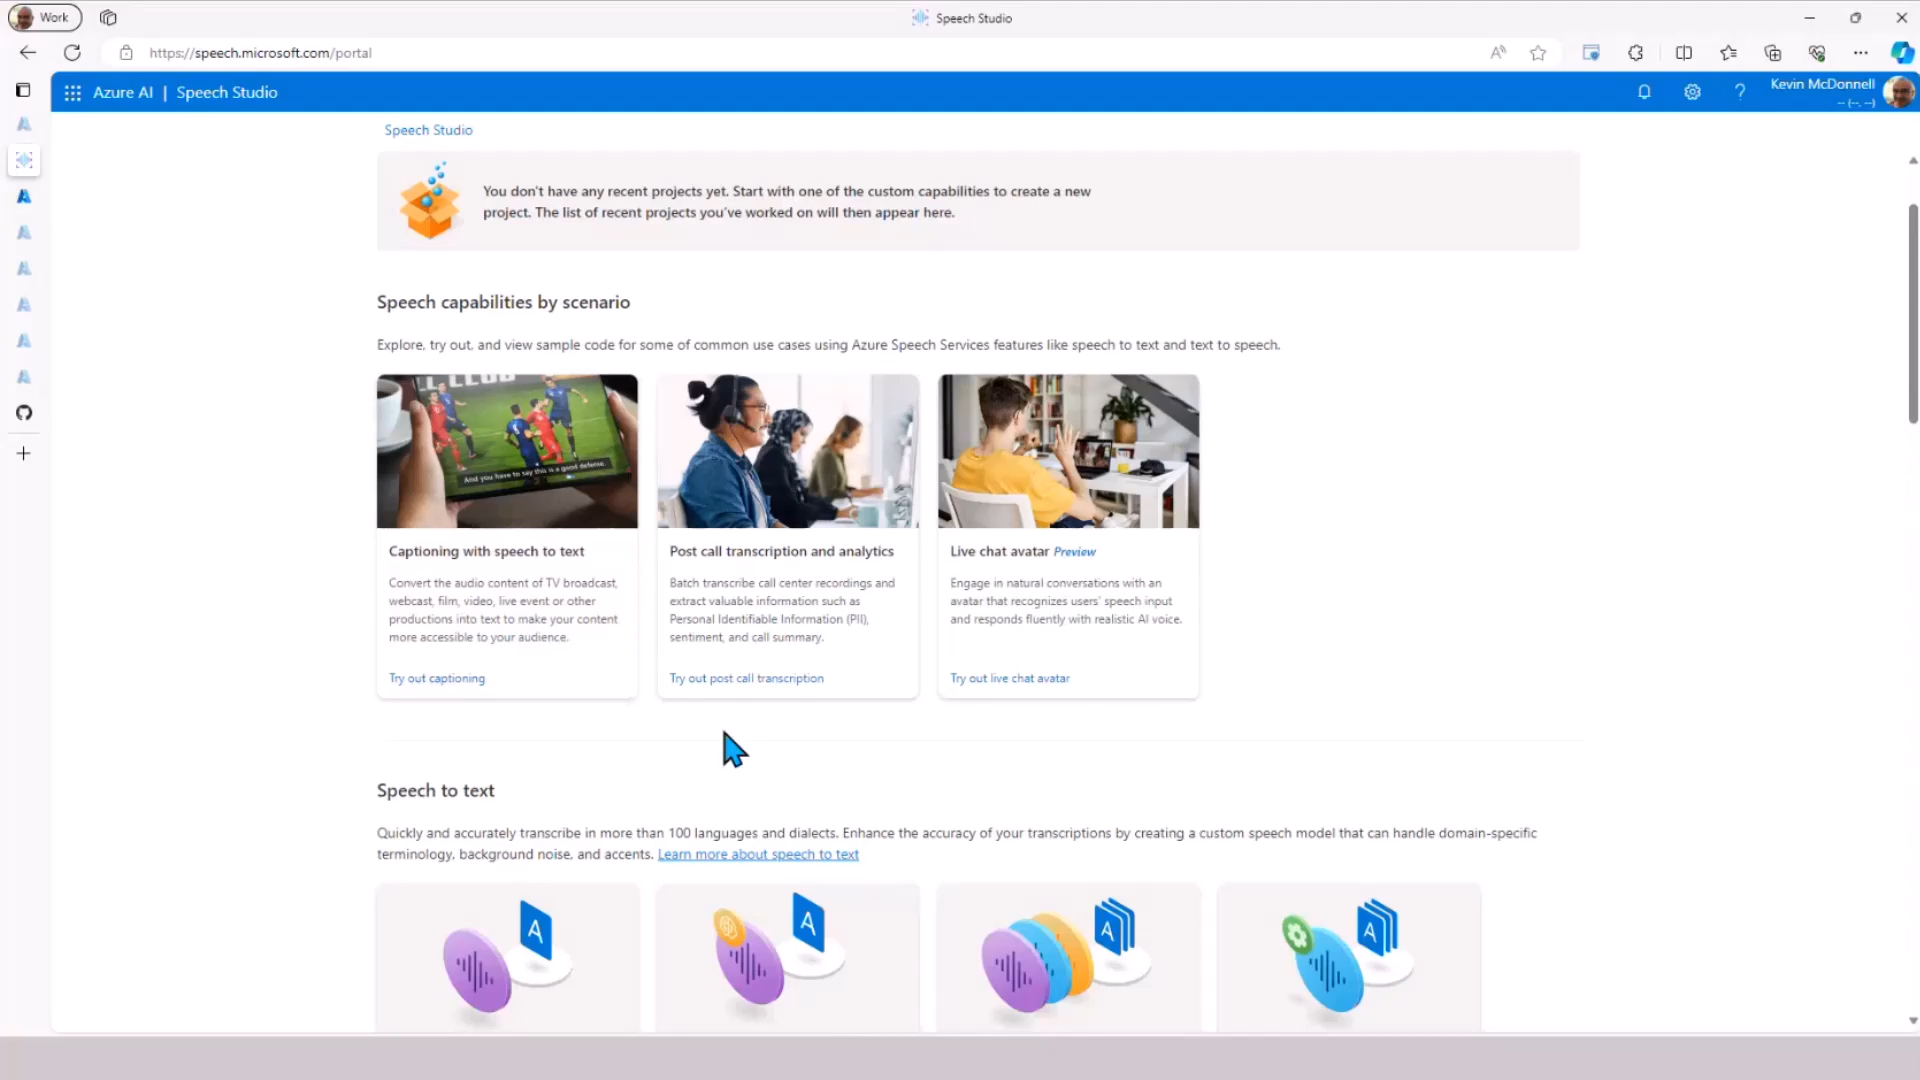 Work
Speech Studio
https://speech.microsoft.com/portal
Azure AI | Speech Studio
Kevin McDonnell
-- (--, --)
Speech Studio
You don't have any recent projects yet. Start with one of the custom capabilities to create a new
project. The list of recent projects you've worked on will then appear here.
Speech capabilities by scenario
Explore, try out, and view sample code for some of common use cases using Azure Speech Services features like speech to text and text to speech.
And you have to say this is a good defense.
Captioning with speech to text
Convert the audio content of TV broadcast,
webcast, film, video, live event or other
productions into text to make your content
more accessible to your audience.
Try out captioning
Post call transcription and analytics
Batch transcribe call center recordings and
extract valuable information such as
Personal Identifiable Information (PII),
sentiment, and call summary.
Try out post call transcription
Live chat avatar Preview
Engage in natural conversations with an
avatar that recognizes users' speech input
and responds fluently with realistic AI voice.
Try out live chat avatar
Speech to text
Quickly and accurately transcribe in more than 100 languages and dialects. Enhance the accuracy of your transcriptions by creating a custom speech model that can handle domain-specific
terminology, background noise, and accents. Learn more about speech to text
A
A
A
A